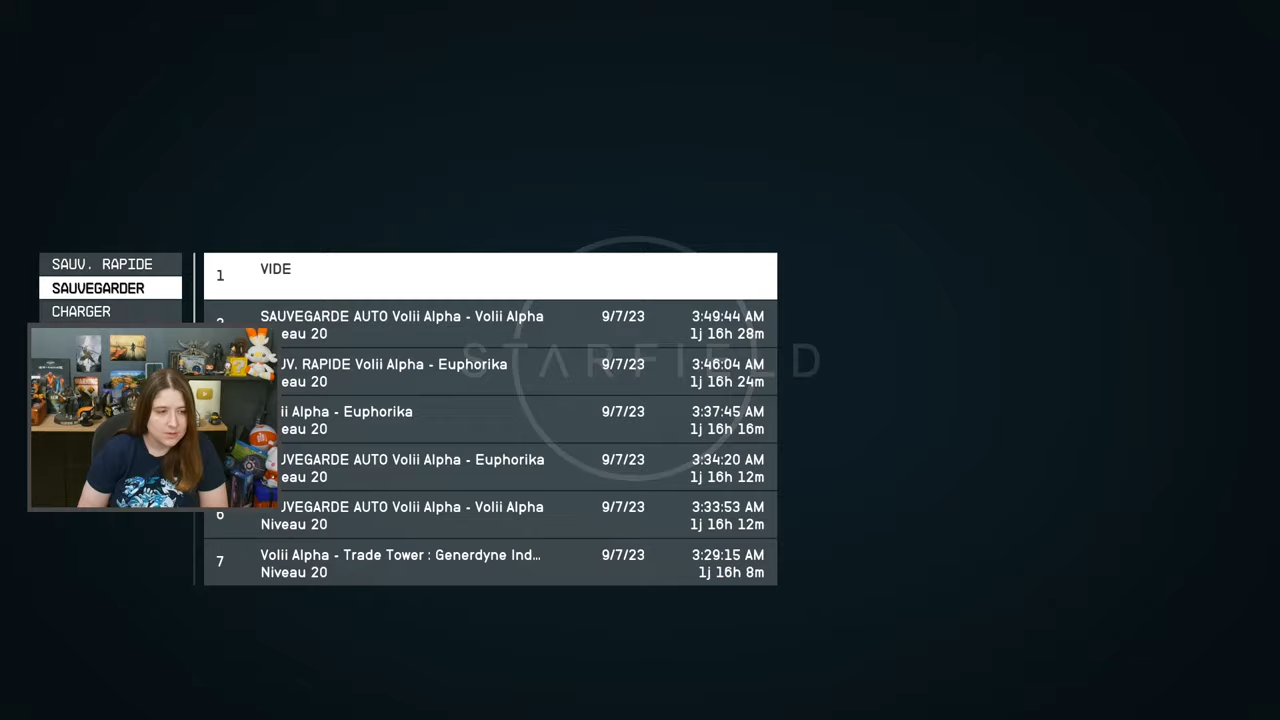 SAUV. RAPIDE
SAUVEGARDER
CHARGER
1 VIDE
SAUVEGARDE AUTO Volii Alpha - Volii Alpha 9/7/23 3:49:44 AM
eau 20 1j 16h 28m
STARFIELD
JV. RAPIDE Volii Alpha - Euphorika 9/7/23 3:46:04 AM
eau 20 1j 16h 24m
ii Alpha - Euphorika 9/7/23 3:37:45 AM
eau 20 1j 16h 16m
JVEGARDE AUTO Volii Alpha - Euphorika 9/7/23 3:34:20 AM
eau 20 1j 16h 12m
JVEGARDE AUTO Volii Alpha - Volii Alpha 9/7/23 3:33:53 AM
6 Niveau 20 1j 16h 12m
7 Volii Alpha - Trade Tower : Generdyne Ind... 9/7/23 3:29:15 AM
Niveau 20 1j 16h 8m